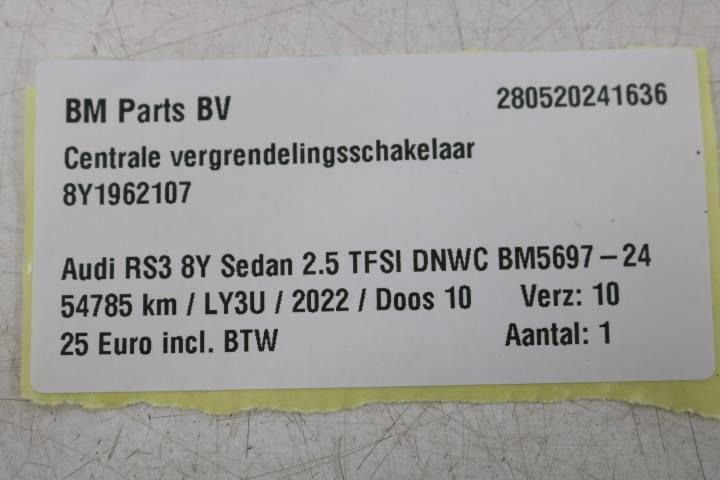 BM Parts BV 280520241636
Centrale vergrendelingsschakelaar
8Y1962107
Audi RS3 8Y Sedan 2.5 TFSI DNWC BM5697-24
54785 km / LY3U / 2022 / Doos 10 Verz: 10
25 Euro incl. BTW Aantal: 1